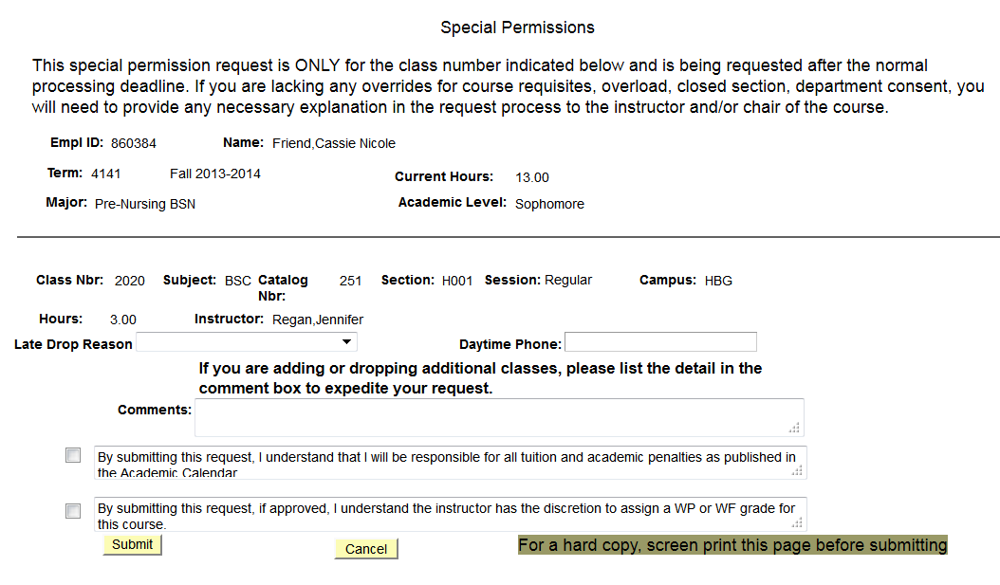 Special Permissions
This special permission request is ONLY for the class number indicated below and is being requested after the normal
processing deadline. If you are lacking any overrides for course requisites, overload, closed section, department consent, you
will need to provide any necessary explanation in the request process to the instructor and/or chair of the course.
Empl ID: 860384 Name: Friend,Cassie Nicole
Term: 4141 Fall 2013-2014 Current Hours: 13.00
Major: Pre-Nursing BSN Academic Level: Sophomore
Class Nbr: 2020 Subject: BSC Catalog Nbr: 251 Section: H001 Session: Regular Campus: HBG
Hours: 3.00 Instructor: Regan,Jennifer
Late Drop Reason Daytime Phone:
If you are adding or dropping additional classes, please list the detail in the
comment box to expedite your request.
Comments:
By submitting this request, I understand that I will be responsible for all tuition and academic penalties as published in
the Academic Calendar
By submitting this request, if approved, I understand the instructor has the discretion to assign a WP or WF grade for
this course.
Submit Cancel For a hard copy, screen print this page before submitting